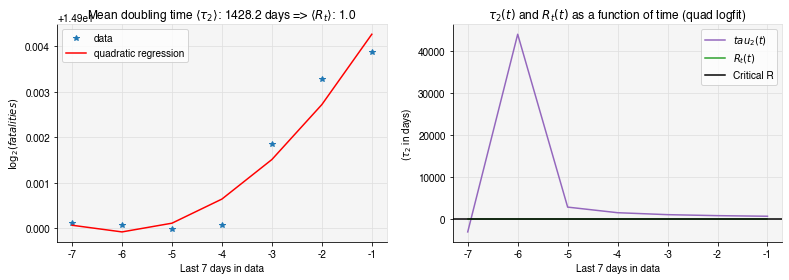 Mean doubling time ⟨τ₂⟩: 1428.2 days => ⟨Rₜ⟩: 1.0
data
quadratic regression
0.004
0.003
0.002
0.001
0.000
log₂(fatalities)
-7 -6 -5 -4 -3 -2 -1
Last 7 days in data
τ₂(t) and Rₜ(t) as a function of time (quad logfit)
tau₂(t)
Rₜ(t)
Critical R
40000
30000
20000
10000
0
(τ₂ in days)
-7 -6 -5 -4 -3 -2 -1
Last 7 days in data